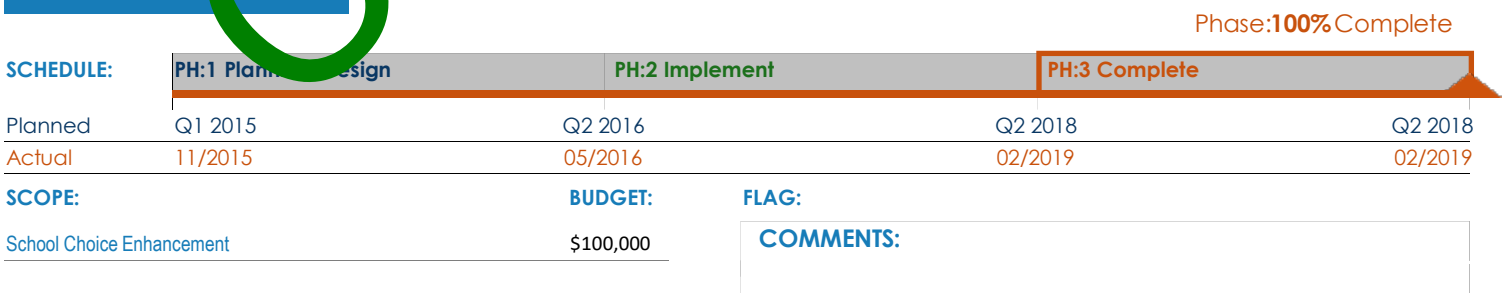 Phase:100% Complete
SCHEDULE: PH:1 Design PH:2 Implement PH:3 Complete
Planned Q1 2015 Q2 2016 Q2 2018 Q2 2018
Actual 11/2015 05/2016 02/2019 02/2019
SCOPE: BUDGET: FLAG:
School Choice Enhancement $100,000 COMMENTS: